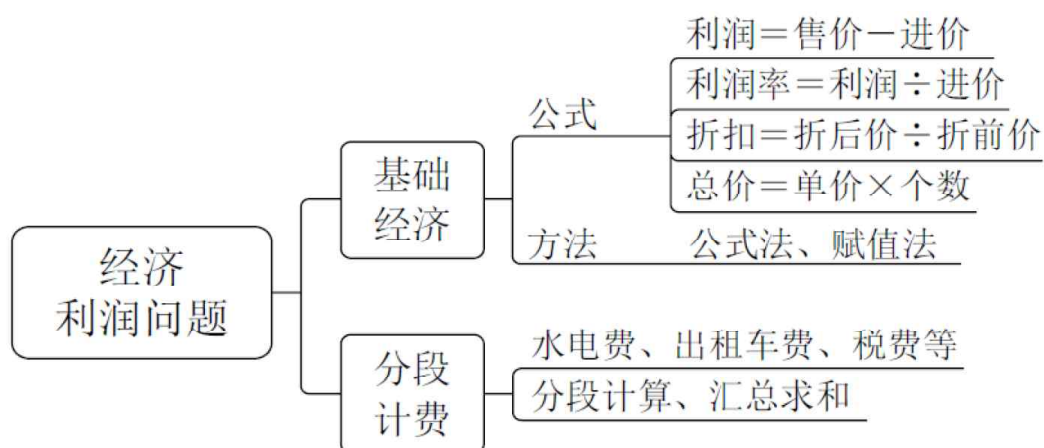 经济
利润问题
基础
经济
公式
利润＝售价－进价
利润率＝利润÷进价
折扣＝折后价÷折前价
总价＝单价×个数
方法
公式法、赋值法
分段
计费
水电费、出租车费、税费等
分段计算、汇总求和